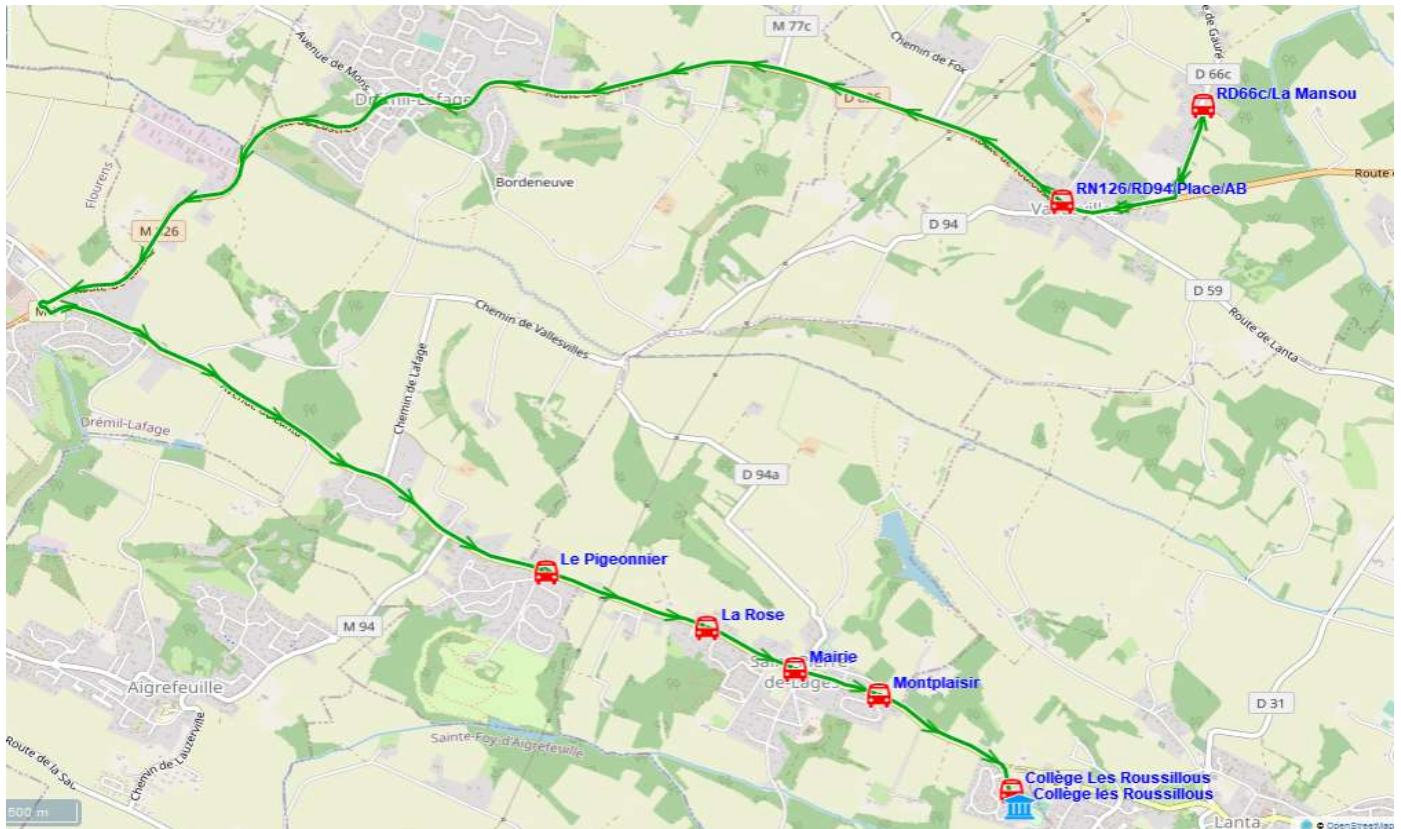 M 77c
Avenue de Mons
Chemin de Fox
D 66c
RD66c/La Mansou
Drémil-Lafage
Bordeneuve
Flourens
RN126/RD94 Place/AB
D 94
D 59
Route de Lanta
Chemin de Vallesvilles
Chemin de Lafage
Drémil-Lafage
D 94a
Le Pigeonnier
La Rose
M 94
Mairie
de-Lages
Montplaisir
Aigrefeuille
D 31
Sainte-Foy d'Aigrefeuille
Chemin de Lauzerville
Route de la
Collège Les Roussillous
Collège les Roussillous
Lanta
500 m
© OpenStreetMap